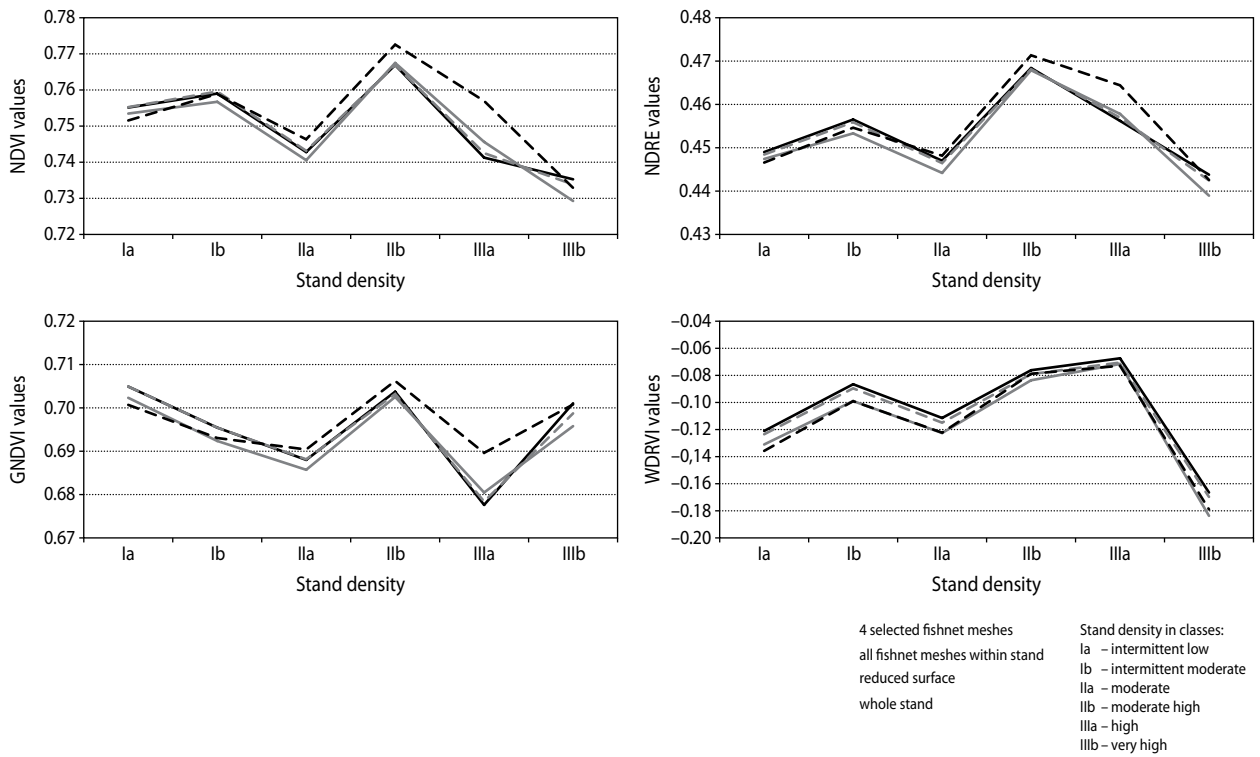 0.78
0.77
0.76
0.75
0.74
0.73
0.72
NDVI values
Ia Ib IIa IIb IIIa IIIb
Stand density
0.48
0.47
0.46
0.45
0.44
0.43
NDRE values
Ia Ib IIa IIb IIIa IIIb
Stand density
0.72
0.71
0.70
0.69
0.68
0.67
GNDVI values
Ia Ib IIa IIb IIIa IIIb
Stand density
–0.04
–0.06
–0.08
–0.10
–0.12
–0,14
–0.16
–0.18
–0.20
WDRVI values
Ia Ib IIa IIb IIIa IIIb
Stand density
4 selected fishnet meshes
all fishnet meshes within stand
reduced surface
whole stand
Stand density in classes:
Ia – intermittent low
Ib – intermittent moderate
IIa – moderate
IIb – moderate high
IIIa – high
IIIb – very high